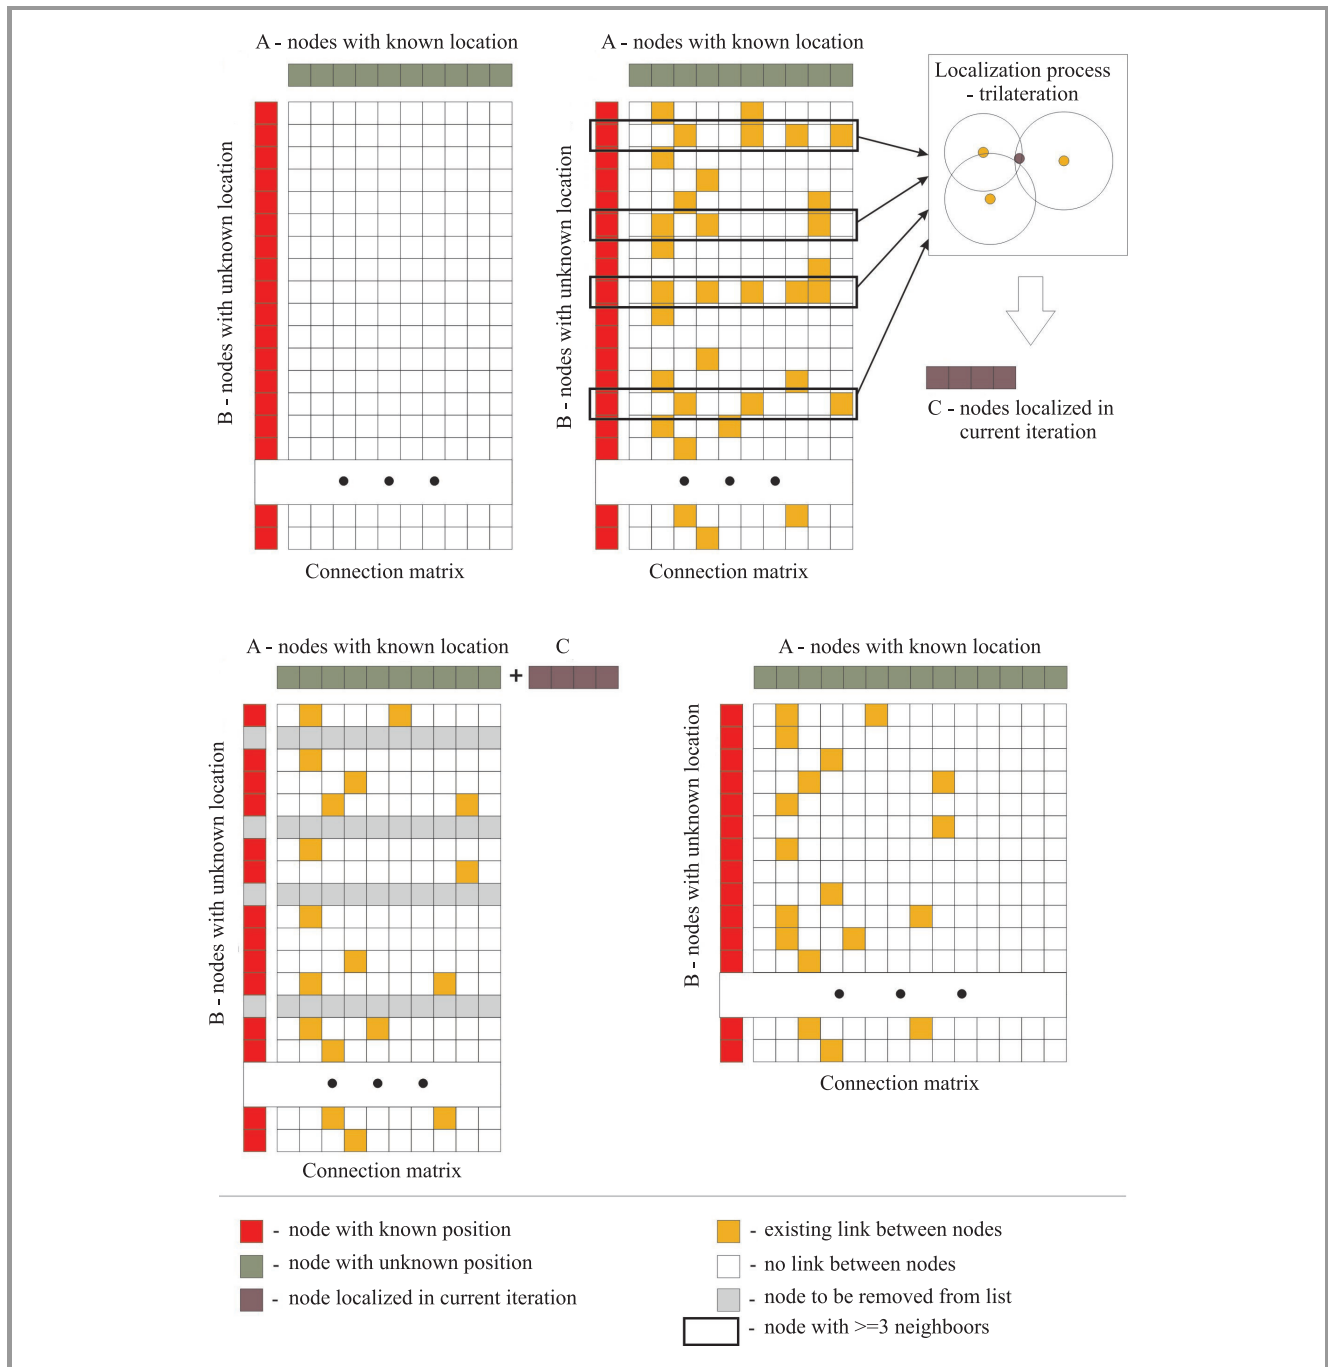 A - nodes with known location
B - nodes with unknown location
Connection matrix
A - nodes with known location
B - nodes with unknown location
Connection matrix
Localization process
- trilateration
C - nodes localized in
current iteration
A - nodes with known location
+
C
B - nodes with unknown location
Connection matrix
A - nodes with known location
B - nodes with unknown location
Connection matrix
- node with known position
- node with unknown position
- node localized in current iteration
- existing link between nodes
- no link between nodes
- node to be removed from list
- node with >=3 neighboors